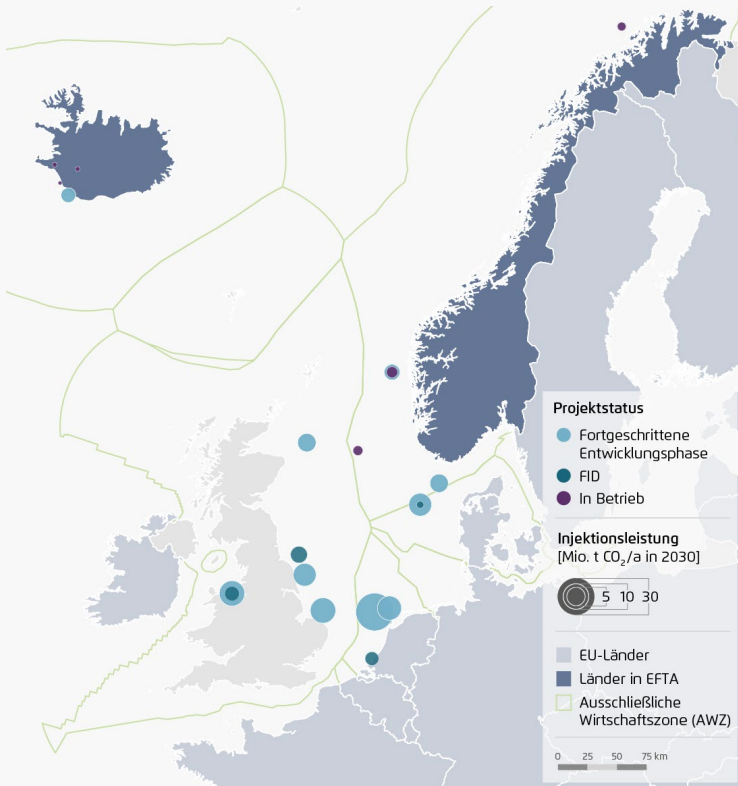 Projektstatus
Fortgeschrittene
Entwicklungsphase
FID
In Betrieb
Injektionsleistung
[Mio. t CO₂/a in 2030]
5 10 30
EU-Länder
Länder in EFTA
Ausschließliche
Wirtschaftszone (AWZ)
0 25 50 75 km